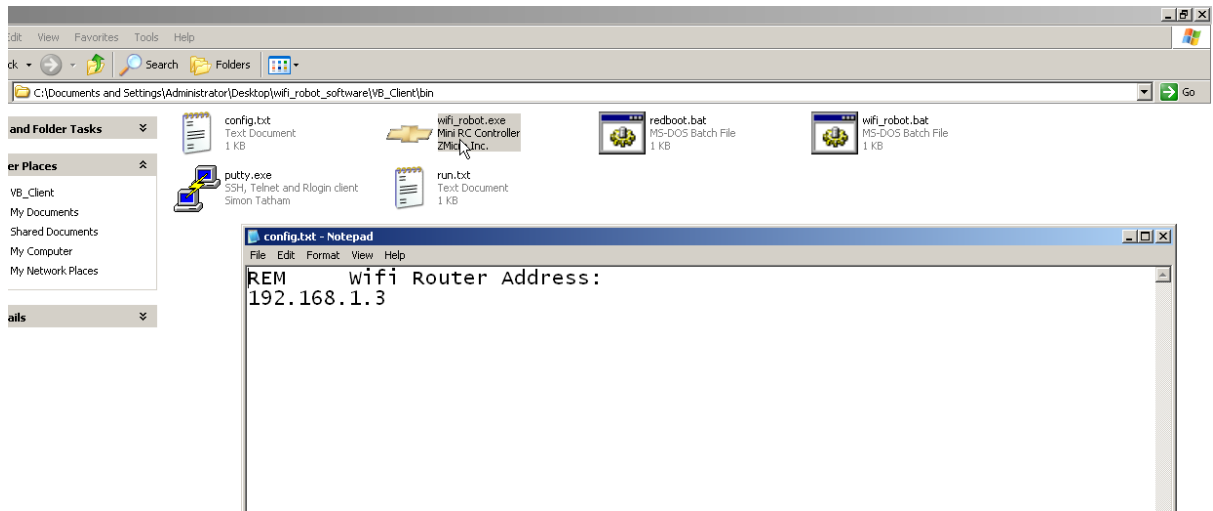 Edit View Favorites Tools Help
ck Search Folders
C:\Documents and Settings\Administrator\Desktop\wifi_robot_software\VB_Client\bin Go
and Folder Tasks
er Places
VB_Client
My Documents
Shared Documents
My Computer
My Network Places
ails
config.txt
Text Document
1 KB
wifi_robot.exe
Mini RC Controller
redboot.bat
MS-DOS Batch File
1 KB
wifi_robot.bat
MS-DOS Batch File
1 KB
putty.exe
SSH, Telnet and Rlogin client
Simon Tatham
run.txt
Text Document
1 KB
config.txt - Notepad
File Edit Format View Help
REM Wifi Router Address:
192.168.1.3